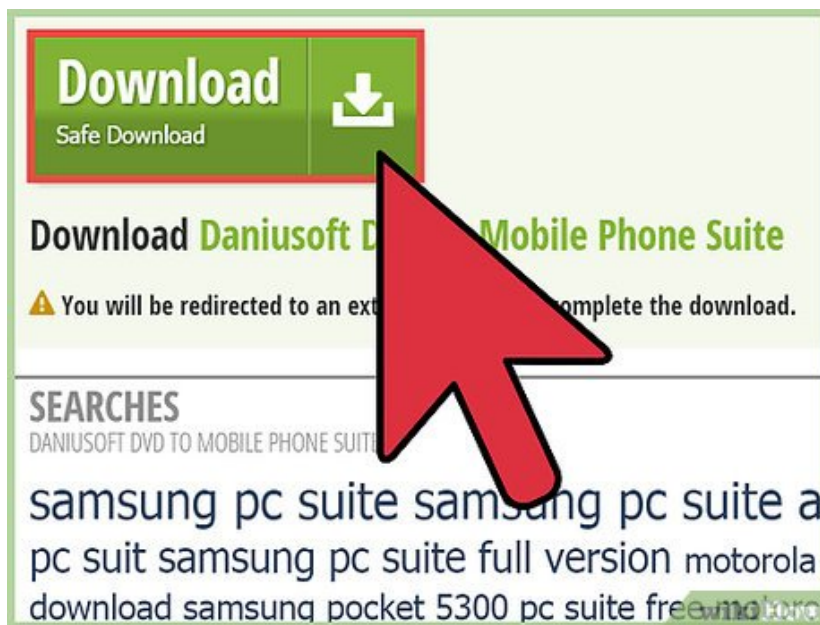 Download
Safe Download
Download Daniusoft D Mobile Phone Suite
You will be redirected to an ext omplete the download.
SEARCHES
DANIUSOFT DVD TO MOBILE PHONE SUITE
samsung pc suite samsung pc suite a
pc suit samsung pc suite full version motorola
download samsung pocket 5300 pc suite free
wikiHow